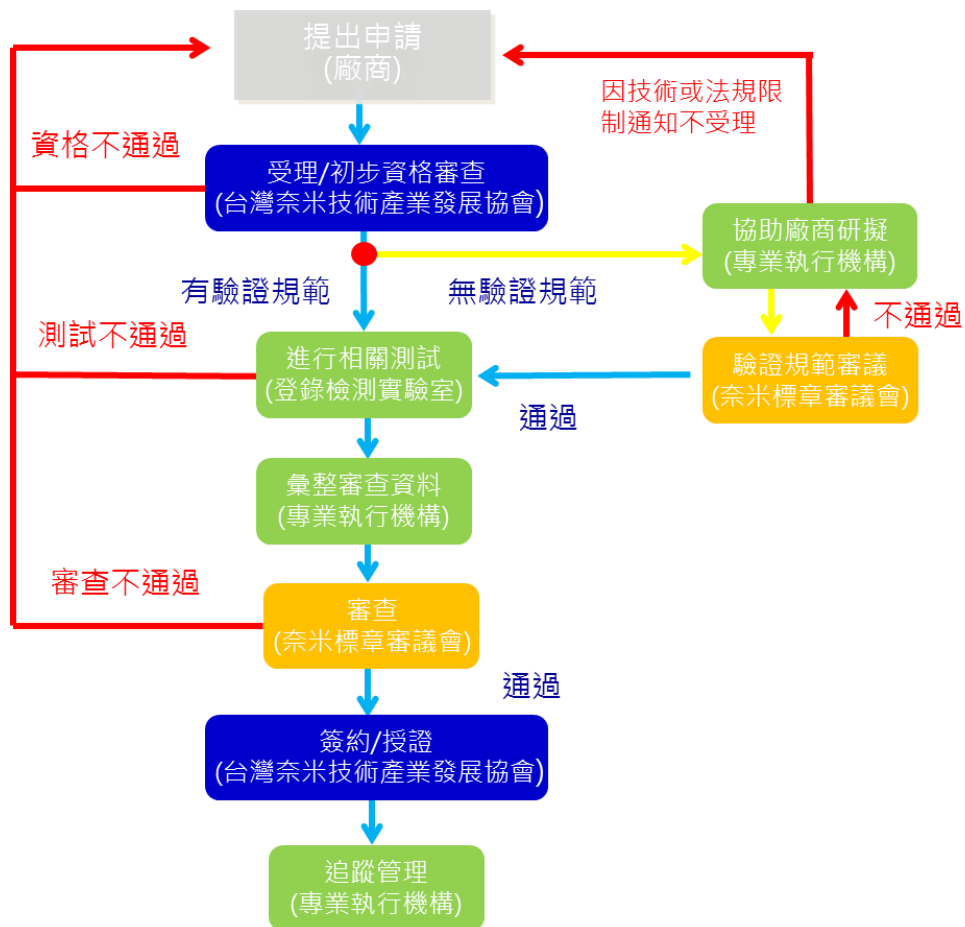 提出申請
(廠商)
因技術或法規限
制通知不受理
資格不通過
受理/初步資格審查
(台灣奈米技術產業發展協會)
協助廠商研擬
(專業執行機構)
有驗證規範
無驗證規範
不通過
測試不通過
進行相關測試
(登錄檢測實驗室)
驗證規範審議
(奈米標章審議會)
通過
彙整審查資料
(專業執行機構)
審查不通過
審查
(奈米標章審議會)
通過
簽約/授證
(台灣奈米技術產業發展協會)
追蹤管理
(專業執行機構)